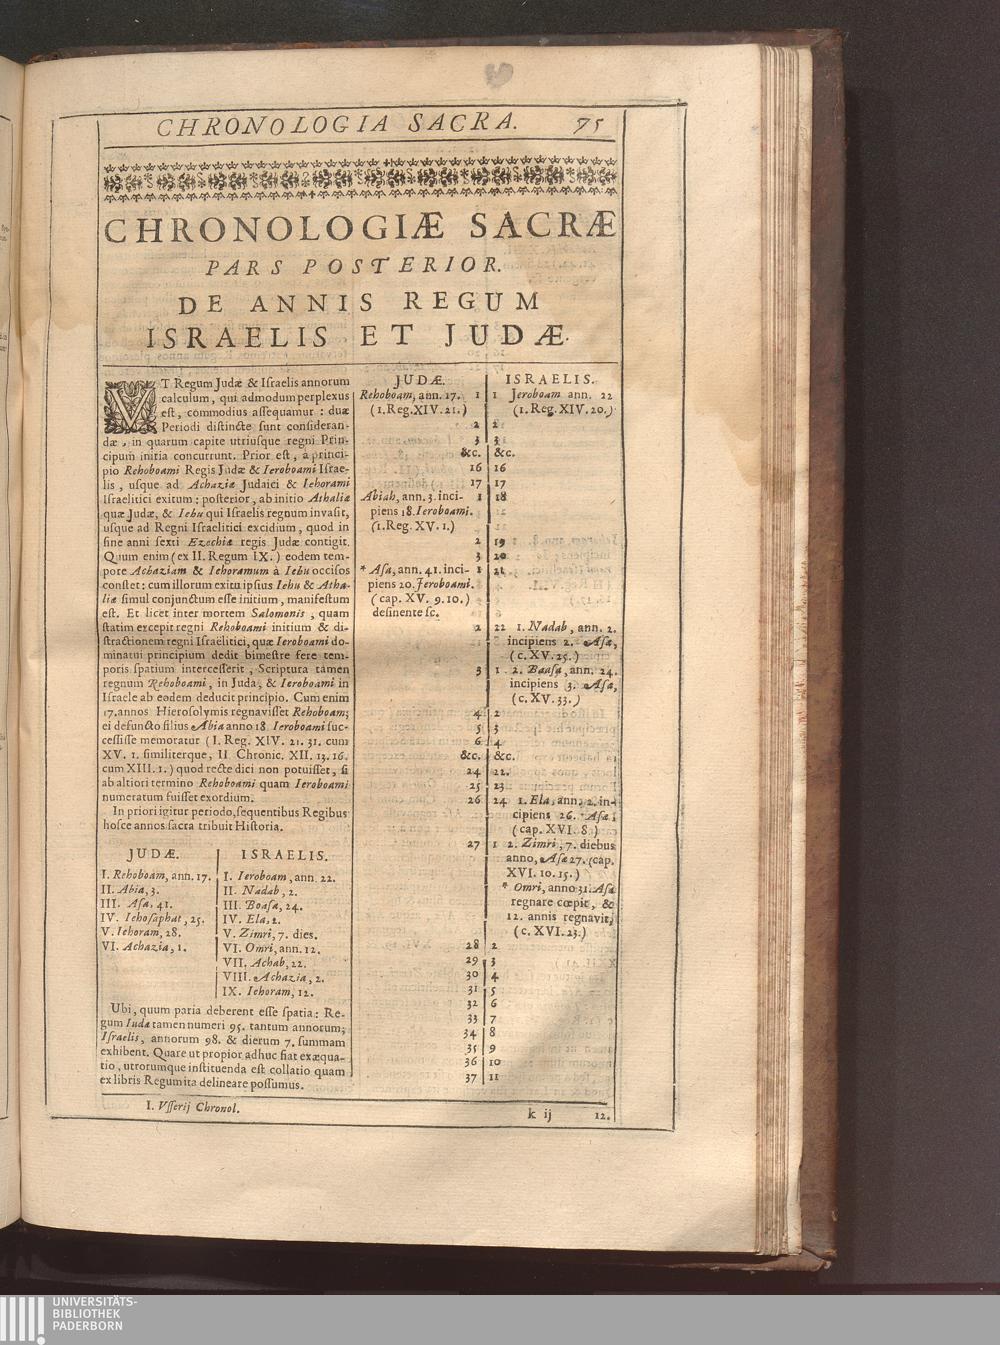 CHRONOLOGIA SACRA. 75
CHRONOLOGIÆ SACRÆ
PARS POSTERIOR.
DE ANNIS REGUM
ISRAELIS ET JUDÆ.
VT Regum Judæ & Iſraelis annorum
calculum, qui admodum perplexus
eſt, commodius aſſequamur : duæ
Periodi diſtincte ſunt conſideran-
dæ, in quarum capite utriuſque regni Prin-
cipum initia concurrunt. Prior eſt, a princi-
pio Rehoboami Regis Judæ & Ieroboami Iſrae-
lis, uſque ad Achaziæ Judaici & Iehorami
Iſraelitici exitum : poſterior, ab initio Athaliæ
quæ Judæ, & Iehu qui Iſraelis regnum invaſit,
uſque ad Regni Iſraelitici excidium, quod in
fine anni ſexti Ezechiæ regis Judæ contigit.
Quum enim (ex II. Regum IX.) eodem tem-
pore Achaziam & Iehoramum à Iehu occiſos
conſtet : cum illorum exitu ipſius Iehu & Atha-
liæ ſimul conjunctum eſſe initium, manifeſtum
eſt. Et licet inter mortem Salomonis, quam
ſtatim excepit regni Rehoboami initium & di-
ſtractionem regni Iſraëlitici, quæ Ieroboami do-
minatui principium dedit bimeſtre fere tem-
poris ſpatium interceſſerit, Scriptura tamen
regnum Rehoboami, in Juda, & Ieroboami in
Iſraele ab eodem deducit principio. Cum enim
17.annos Hieroſolymis regnaviſſet Rehoboam;
ei defuncto filius Abia anno 18. Ieroboami ſuc-
ceſſiſſe memoratur (I. Reg. XIV. 21. 31. cum
XV. 1. ſimiliterque, II Chronic. XII. 13. 16.
cum XIII. 1.) quod recte dici non potuiſſet, ſi
ab altiori termino Rehoboami quam Ieroboami
numeratum fuiſſet exordium.
In priori igitur periodo, ſequentibus Regibus
hoſce annos ſacra tribuit Hiſtoria.
JUDÆ. ISRAELIS.
I. Rehoboam, ann. 17. I. Ieroboam, ann. 22.
II. Abia, 3. II. Nadab, 2.
III. Aſa, 41. III. Boaſa, 24.
IV. Iehoſaphat, 25. IV. Ela, 2.
V. Iehoram, 28. V. Zimri, 7. dies.
VI. Achazia, 1. VI. Omri, ann. 12.
VII. Achab, 22.
VIII. Achazia, 2.
IX. Iehoram, 12.
Ubi, quum paria deberent eſſe ſpatia : Re-
gum Iudæ tamen numeri 95. tantum annorum;
Iſraelis, annorum 98. & dierum 7. ſummam
exhibent. Quare ut propior adhuc fiat exæqua-
tio, utrorumque inſtituenda eſt collatio quam
ex libris Regum ita delineare poſſumus.
JUDÆ. ISRAELIS.
Rehoboam, ann. 17. 1 1 Jeroboam ann. 22
(1.Reg.XIV. 21.) (1.Reg. XIV. 20.)
2 2
3 3
&c. &c.
16 16
17 17
Abiah, ann. 3. inci- 1 18
piens 18. Ieroboami.
(1.Reg. XV. 1.)
2 19
3 20
* Aſa, ann. 41. inci- 1 21
piens 20. Jeroboami.
(cap. XV. 9. 10.)
deſinente ſc.
2 22 1. Nadab, ann. 2.
incipiens 2. Aſæ,
(c. XV. 25.)
3 1 2. Baaſa, ann. 24.
incipiens 3. Aſæ,
(c. XV. 33.)
4 2
5 3
6 4
&c. &c.
24 22.
25 23
26 24 1. Ela, ann. 2. in-
cipiens 26. Aſæ,
(cap. XVI. 8.)
27 1 2. Zimri, 7. diebus
anno, Aſæ 27. (cap.
XVI. 10. 15.)
* Omri, anno 31. Aſæ
regnare cœpit, &
12. annis regnavit,
(c. XVI. 23.)
28 2
29 3
30 4
31 5
32 6
33 7
34 8
35 9
36 10
37 11
I. Vſſerij Chronol. k ij 12.
UNIVERSITÄTS-
BIBLIOTHEK
PADERBORN